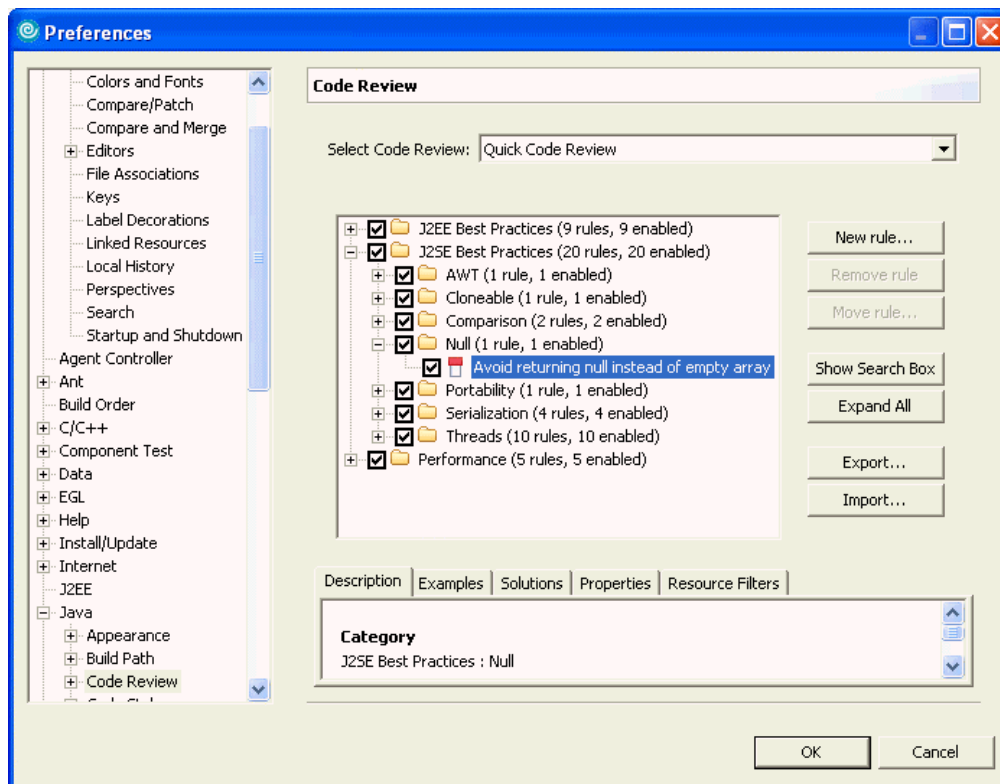 Preferences
Colors and Fonts
Compare/Patch
Compare and Merge
Editors
File Associations
Keys
Label Decorations
Linked Resources
Local History
Perspectives
Search
Startup and Shutdown
Agent Controller
Ant
Build Order
C/C++
Component Test
Data
EGL
Help
Install/Update
Internet
J2EE
Java
Appearance
Build Path
Code Review
Code Review
Select Code Review: Quick Code Review
J2EE Best Practices (9 rules, 9 enabled)
J2SE Best Practices (20 rules, 20 enabled)
AWT (1 rule, 1 enabled)
Cloneable (1 rule, 1 enabled)
Comparison (2 rules, 2 enabled)
Null (1 rule, 1 enabled)
Avoid returning null instead of empty array
Portability (1 rule, 1 enabled)
Serialization (4 rules, 4 enabled)
Threads (10 rules, 10 enabled)
Performance (5 rules, 5 enabled)
New rule...
Remove rule
Move rule...
Show Search Box
Expand All
Export...
Import...
Description Examples Solutions Properties Resource Filters
Category
J2SE Best Practices : Null
OK Cancel